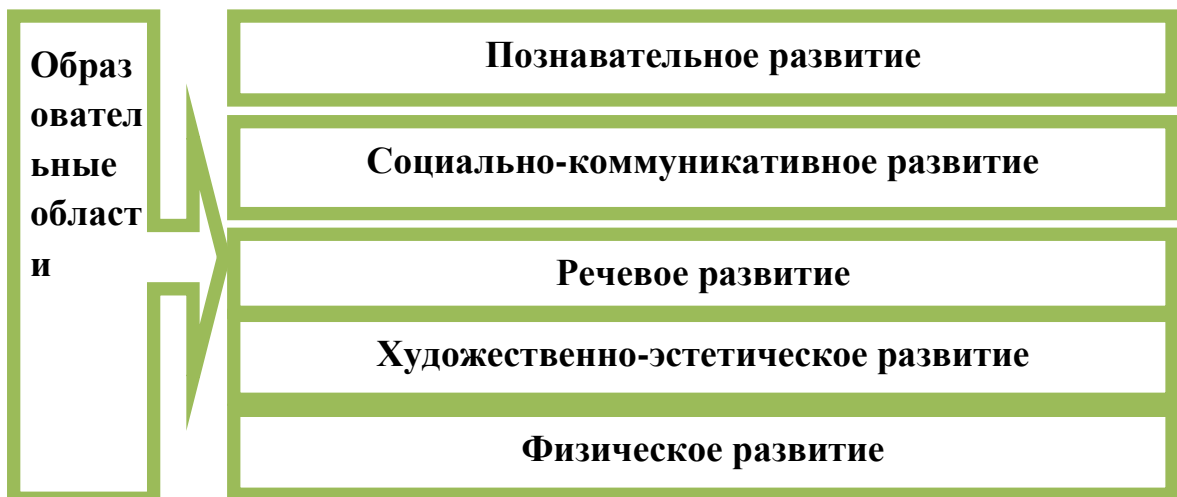 Образ
овател
ьные
област
и
Познавательное развитие
Социально-коммуникативное развитие
Речевое развитие
Художественно-эстетическое развитие
Физическое развитие